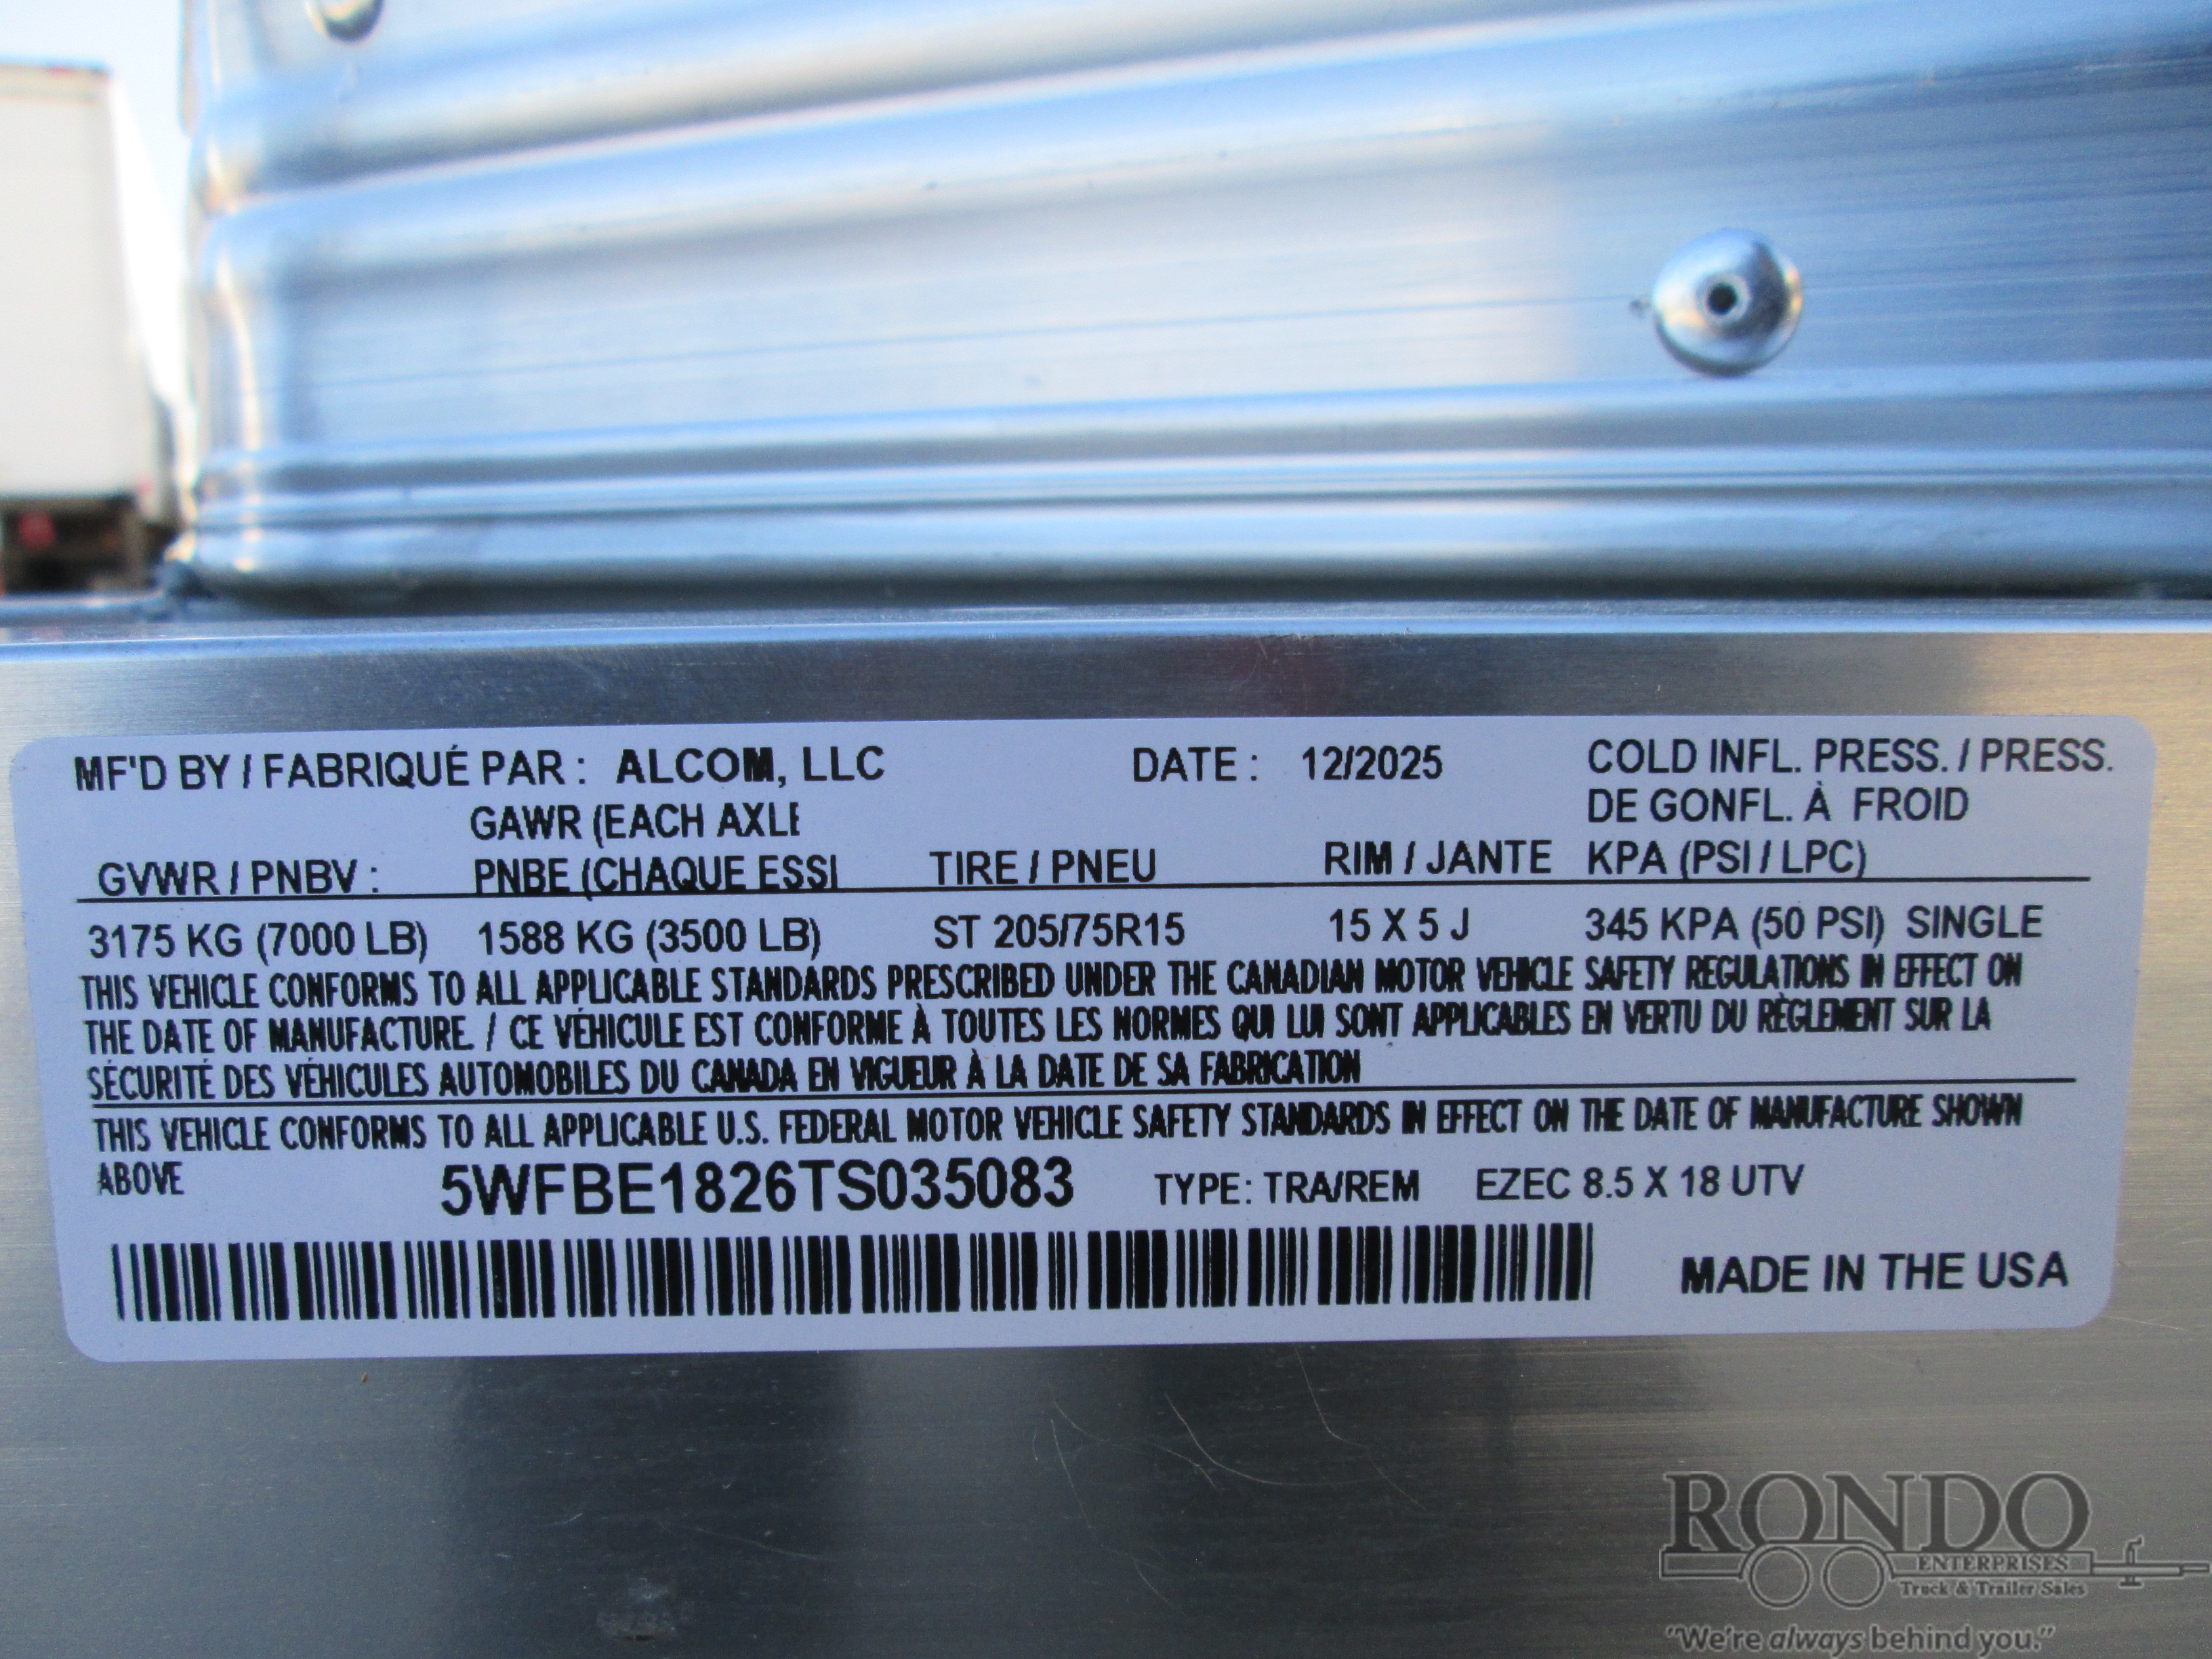 MF'D BY / FABRIQUÉ PAR : ALCOM, LLC DATE : 12/2025 COLD INFL. PRESS. / PRESS.
GAWR (EACH AXLE DE GONFL. À FROID
GVWR / PNBV : PNBE (CHAQUE ESSI TIRE / PNEU RIM / JANTE KPA (PSI / LPC)
3175 KG (7000 LB) 1588 KG (3500 LB) ST 205/75R15 15 X 5 J 345 KPA (50 PSI) SINGLE
THIS VEHICLE CONFORMS TO ALL APPLICABLE STANDARDS PRESCRIBED UNDER THE CANADIAN MOTOR VEHICLE SAFETY REGULATIONS IN EFFECT ON
THE DATE OF MANUFACTURE. / CE VÉHICULE EST CONFORME À TOUTES LES NORMES QUI LUI SONT APPLICABLES EN VERTU DU RÈGLEMENT SUR LA
SÉCURITÉ DES VÉHICULES AUTOMOBILES DU CANADA EN VIGUEUR À LA DATE DE SA FABRICATION
THIS VEHICLE CONFORMS TO ALL APPLICABLE U.S. FEDERAL MOTOR VEHICLE SAFETY STANDARDS IN EFFECT ON THE DATE OF MANUFACTURE SHOWN
ABOVE 5WFBE1826TS035083 TYPE: TRA/REM EZEC 8.5 X 18 UTV
MADE IN THE USA
RONDO
ENTERPRISES
Truck & Trailer Sales
"We're always behind you."